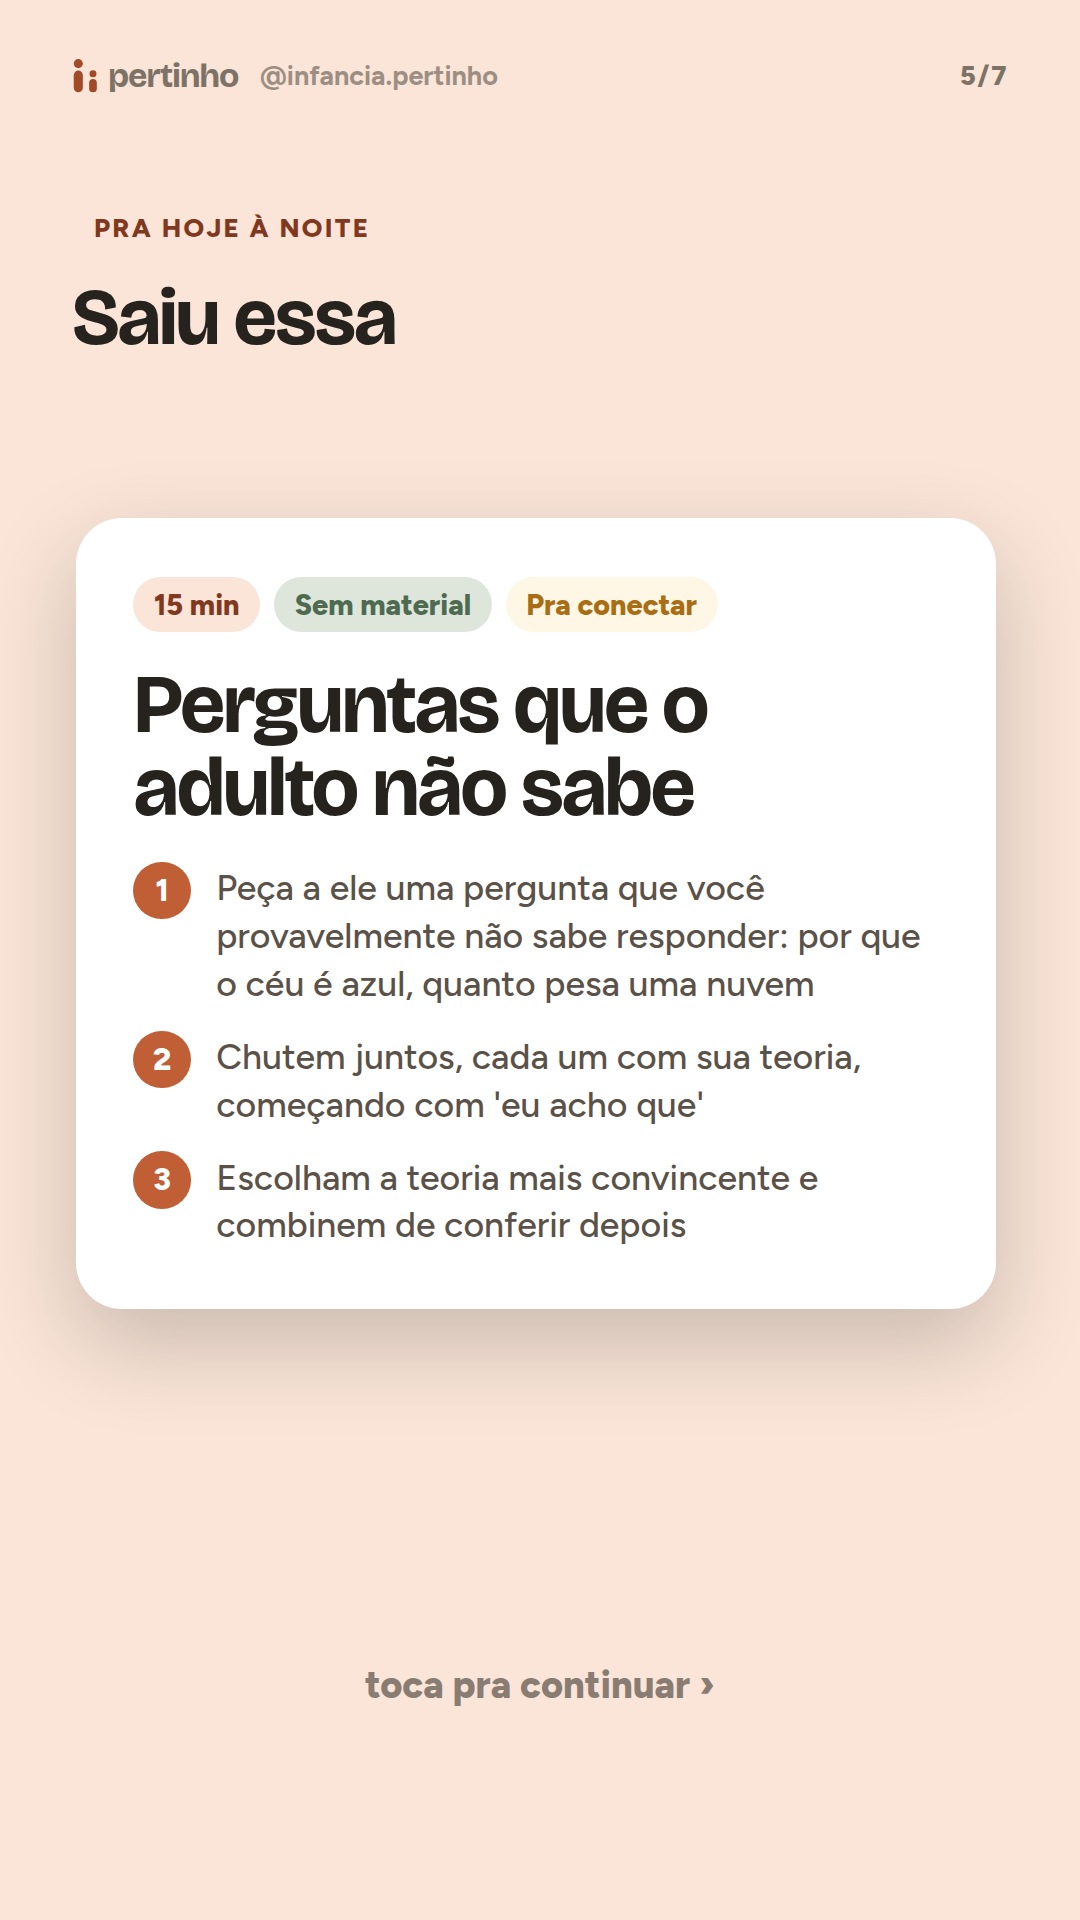 pertinho @infancia.pertinho 5/7
PRA HOJE À NOITE
Saiu essa
15 min Sem material Pra conectar
Perguntas que o
adulto não sabe
1 Peça a ele uma pergunta que você
provavelmente não sabe responder: por que
o céu é azul, quanto pesa uma nuvem
2 Chutem juntos, cada um com sua teoria,
começando com 'eu acho que'
3 Escolham a teoria mais convincente e
combinem de conferir depois
toca pra continuar ›